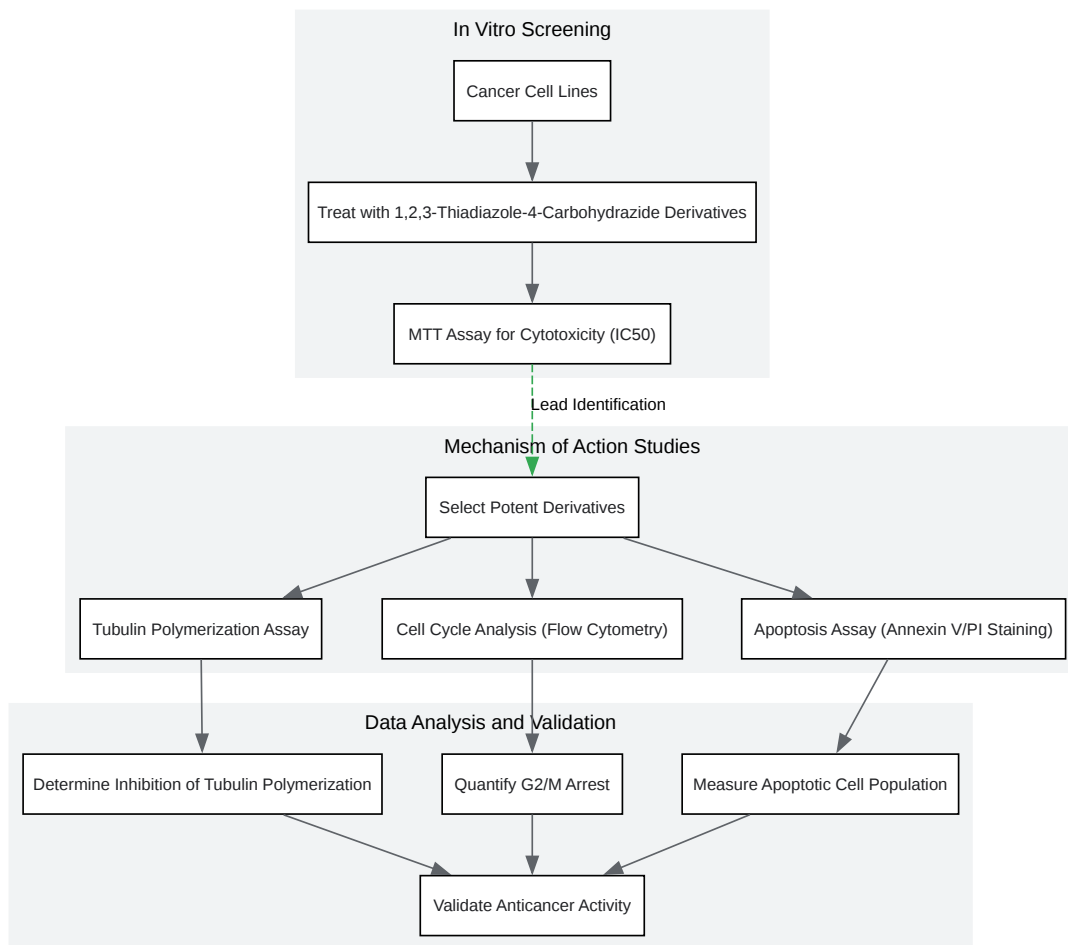 In Vitro Screening
Cancer Cell Lines
Treat with 1,2,3-Thiadiazole-4-Carbohydrazide Derivatives
MTT Assay for Cytotoxicity (IC50)
Lead Identification
Mechanism of Action Studies
Select Potent Derivatives
Tubulin Polymerization Assay
Cell Cycle Analysis (Flow Cytometry)
Apoptosis Assay (Annexin V/PI Staining)
Data Analysis and Validation
Determine Inhibition of Tubulin Polymerization
Quantify G2/M Arrest
Measure Apoptotic Cell Population
Validate Anticancer Activity